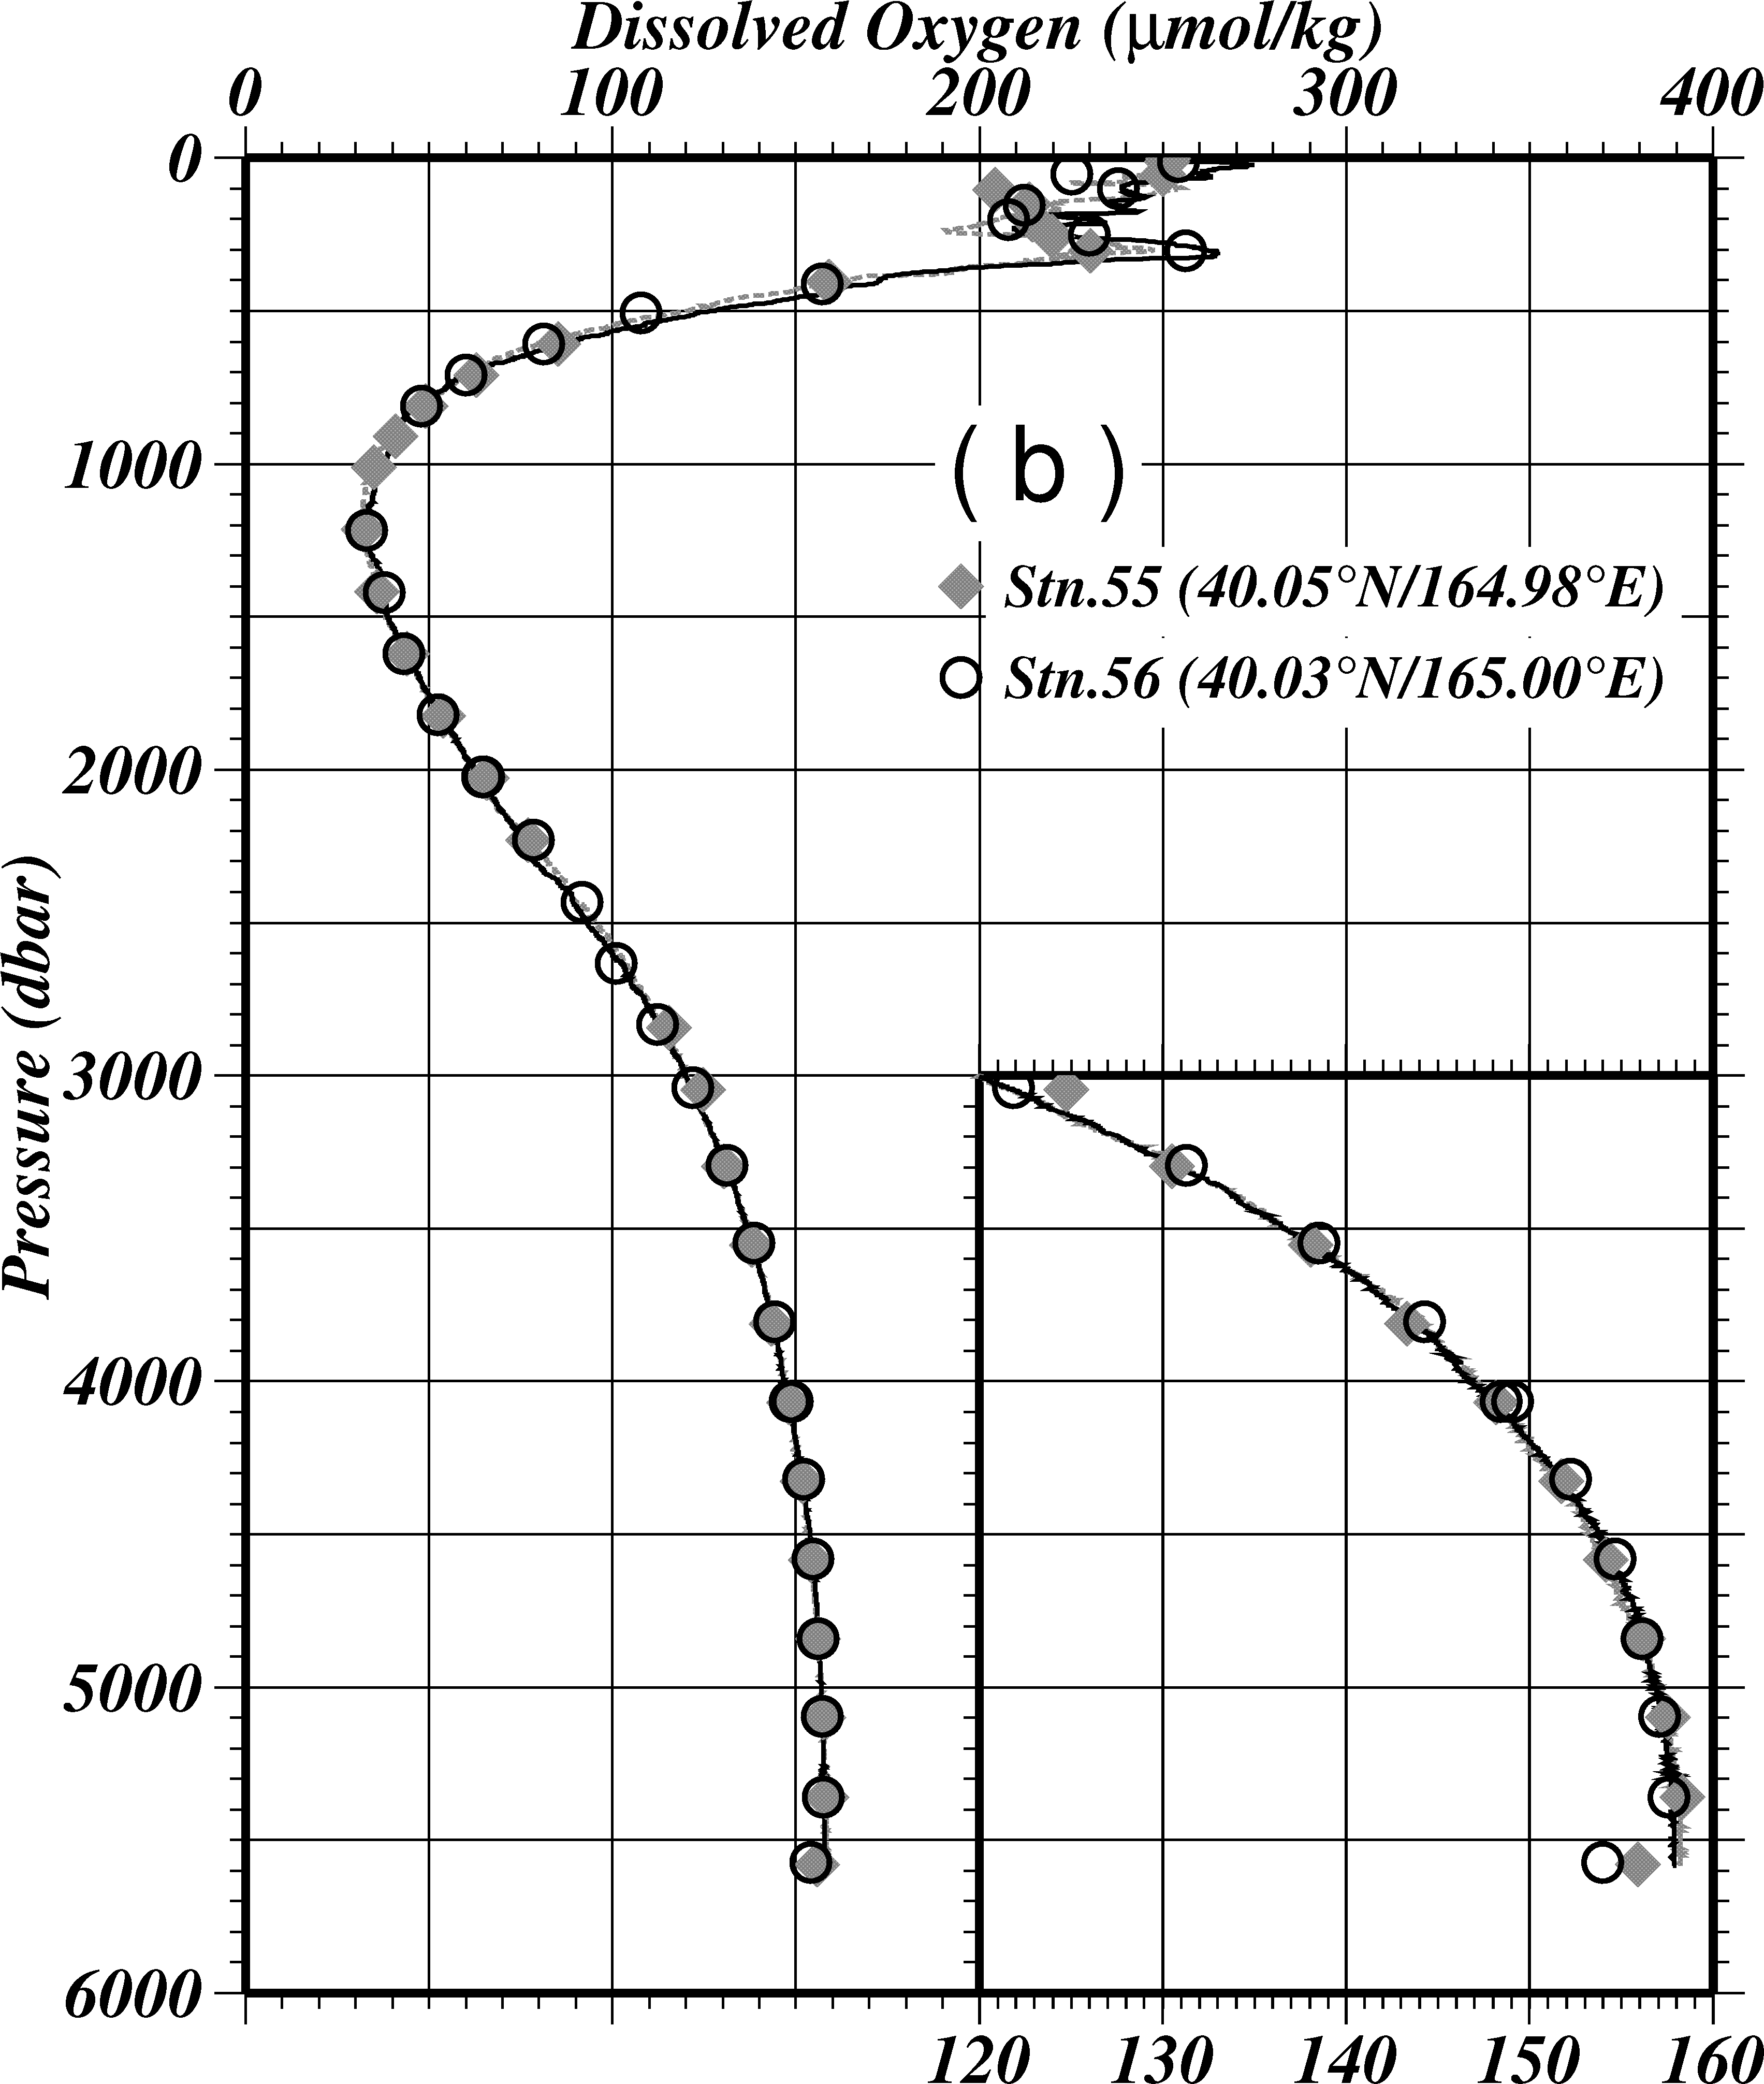 Dissolved Oxygen (μmol/kg)
0 100 200 300 400
0
1000
2000
3000
4000
5000
6000
Pressure (dbar)
( b )
Stn.55 (40.05°N/164.98°E)
Stn.56 (40.03°N/165.00°E)
120 130 140 150 160